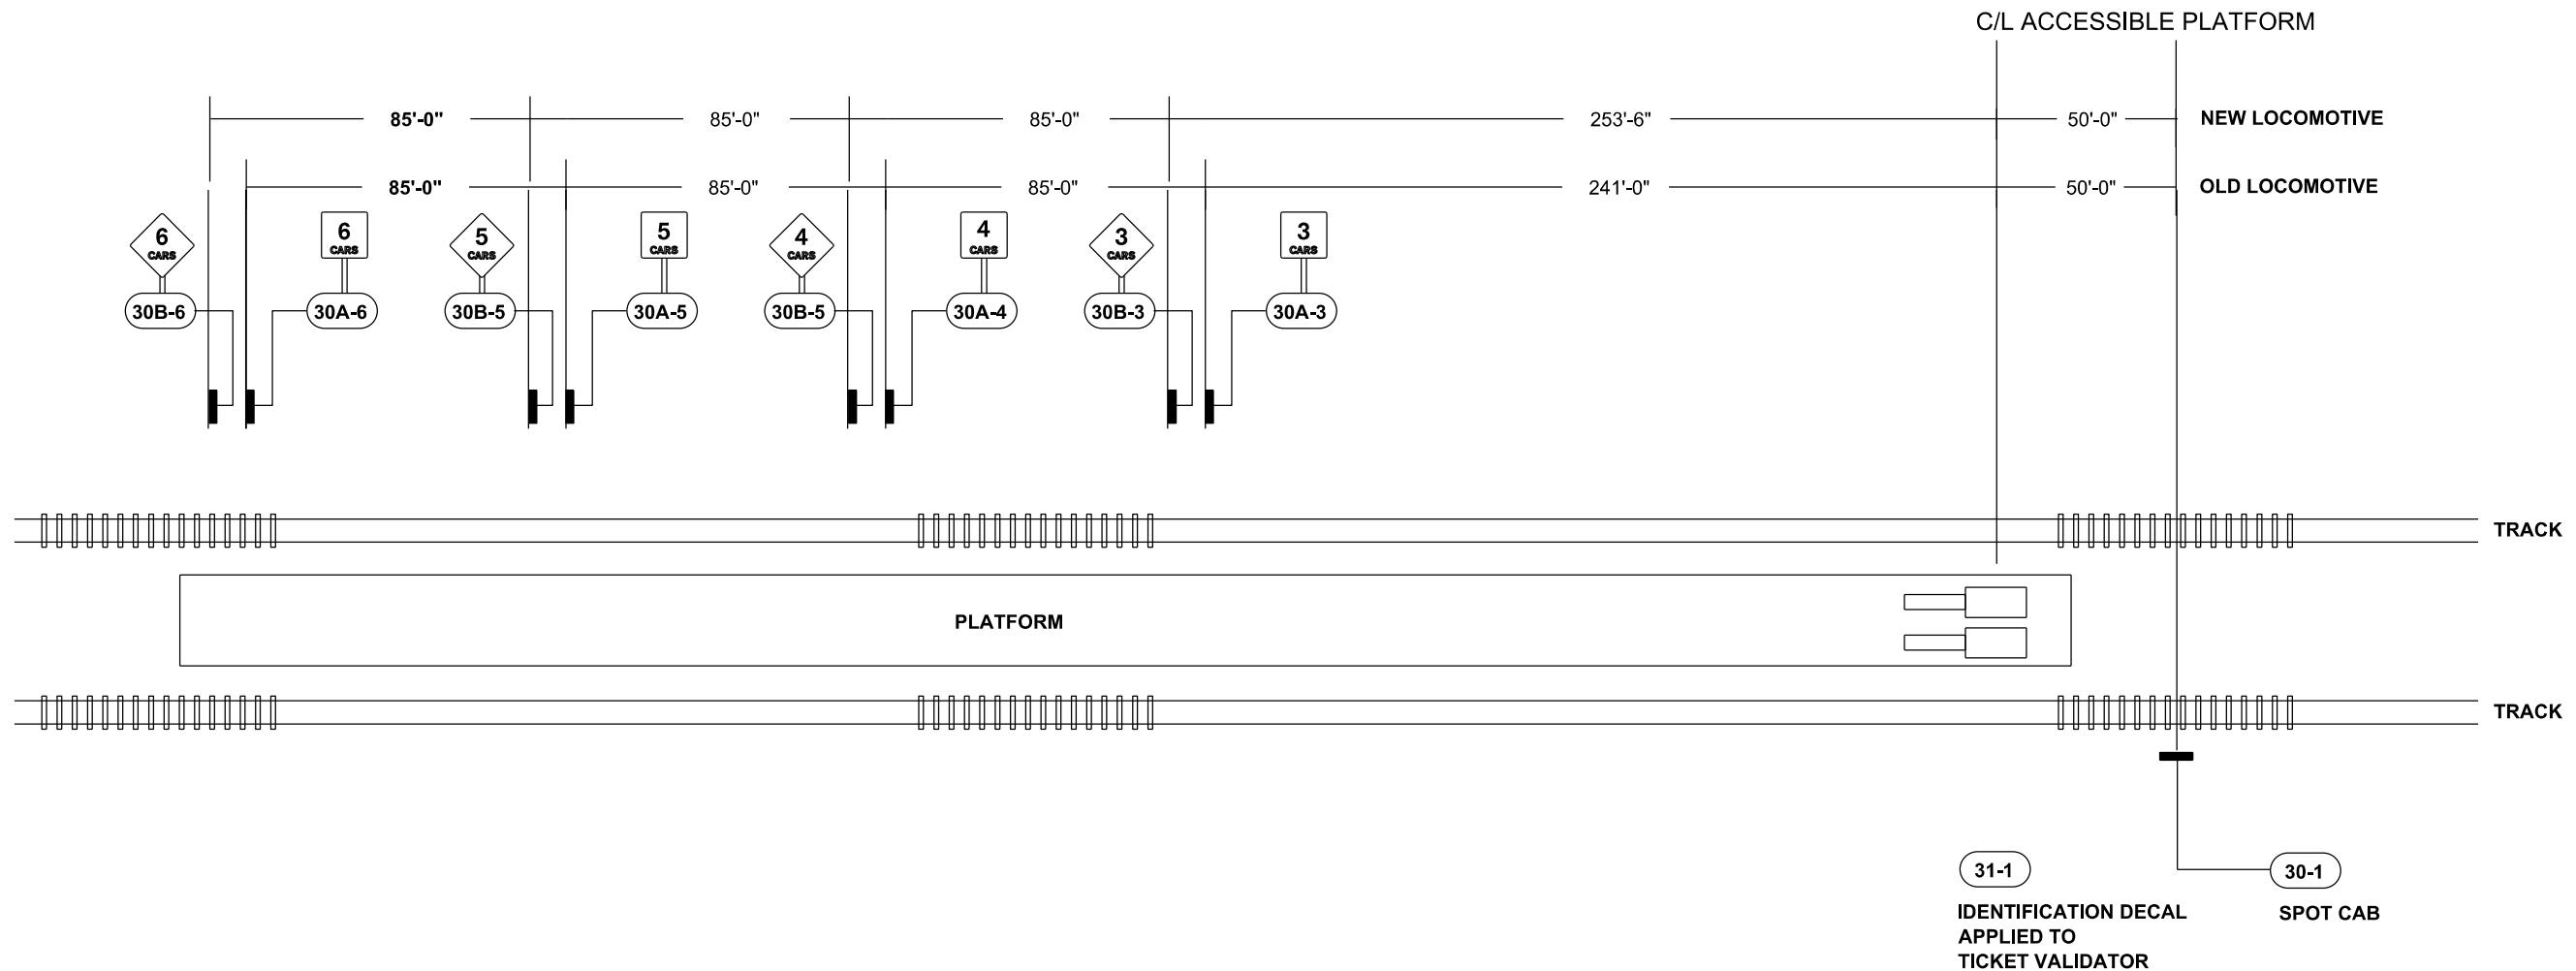 C/L ACCESSIBLE PLATFORM
85'-0" 85'-0" 85'-0" 253'-6" 50'-0" NEW LOCOMOTIVE
85'-0" 85'-0" 85'-0" 241'-0" 50'-0" OLD LOCOMOTIVE
6 6 5 5 4 4 3 3
CARS CARS CARS CARS CARS CARS CARS CARS
30B-6 30A-6 30B-5 30A-5 30B-5 30A-4 30B-3 30A-3
TRACK
PLATFORM
TRACK
31-1 30-1
IDENTIFICATION DECAL SPOT CAB
APPLIED TO
TICKET VALIDATOR